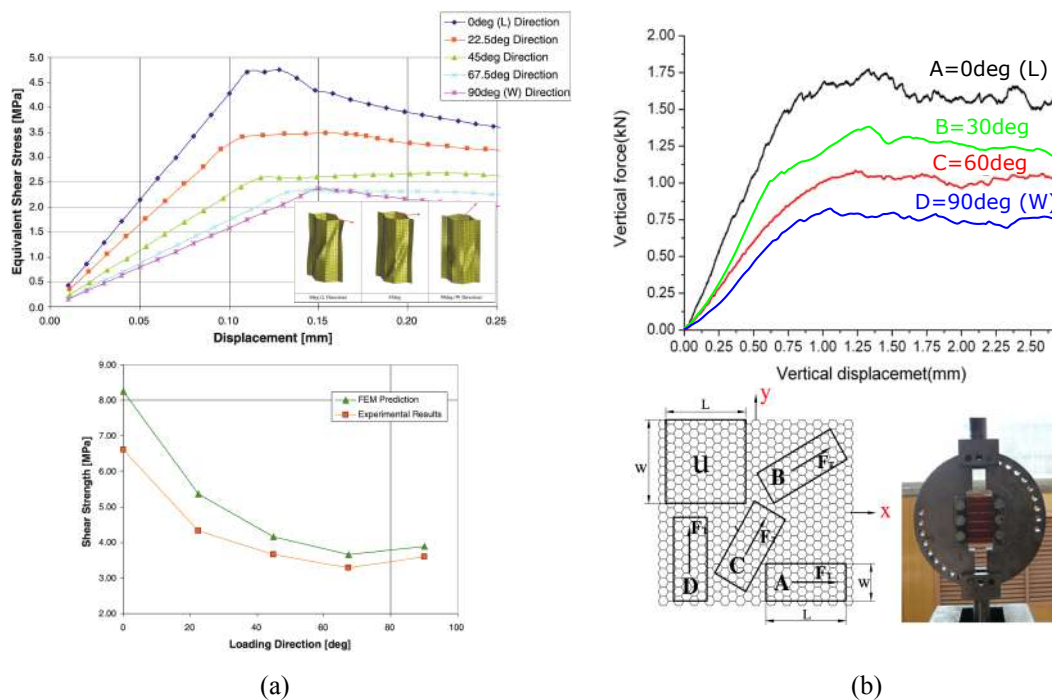 0deg (L) Direction
22.5deg Direction
45deg Direction
67.5deg Direction
90deg (W) Direction
Equivalent Shear Stress [MPa]
5.0
4.5
4.0
3.5
3.0
2.5
2.0
1.5
1.0
0.5
0.0
0.00 0.05 0.10 0.15 0.20 0.25
Displacement [mm]
Shear Strength [MPa]
9.00
8.00
7.00
6.00
5.00
4.00
3.00
2.00
FEM Prediction
Experimental Results
0 20 40 60 80 100
Loading Direction [deg]
(a)
Vertical force(kN)
2.00
1.75
1.50
1.25
1.00
0.75
0.50
0.25
0.00
A=0deg (L)
B=30deg
C=60deg
D=90deg (W)
0.00 0.25 0.50 0.75 1.00 1.25 1.50 1.75 2.00 2.25 2.50
Vertical displacemet(mm)
y
L
W
u
B
x
C
D
A
W
L
(b)